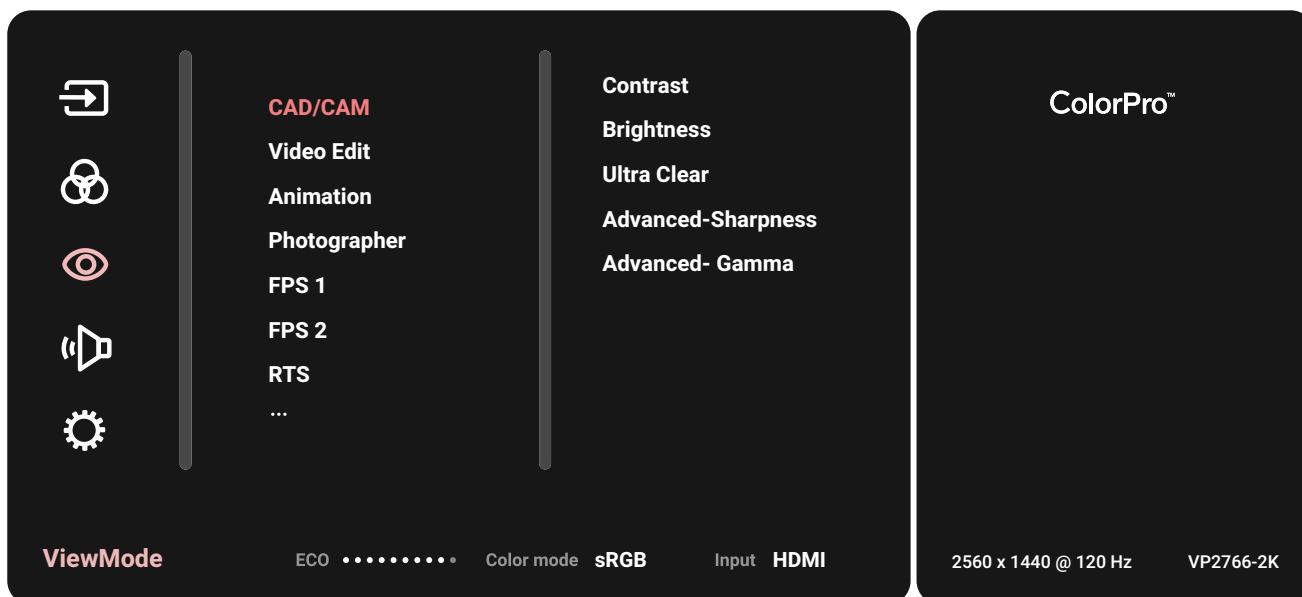 CAD/CAM
Video Edit
Animation
Photographer
FPS 1
FPS 2
RTS
...
Contrast
Brightness
Ultra Clear
Advanced-Sharpness
Advanced- Gamma
ColorPro™
ViewMode
ECO
Color mode sRGB
Input HDMI
2560 x 1440 @ 120 Hz
VP2766-2K